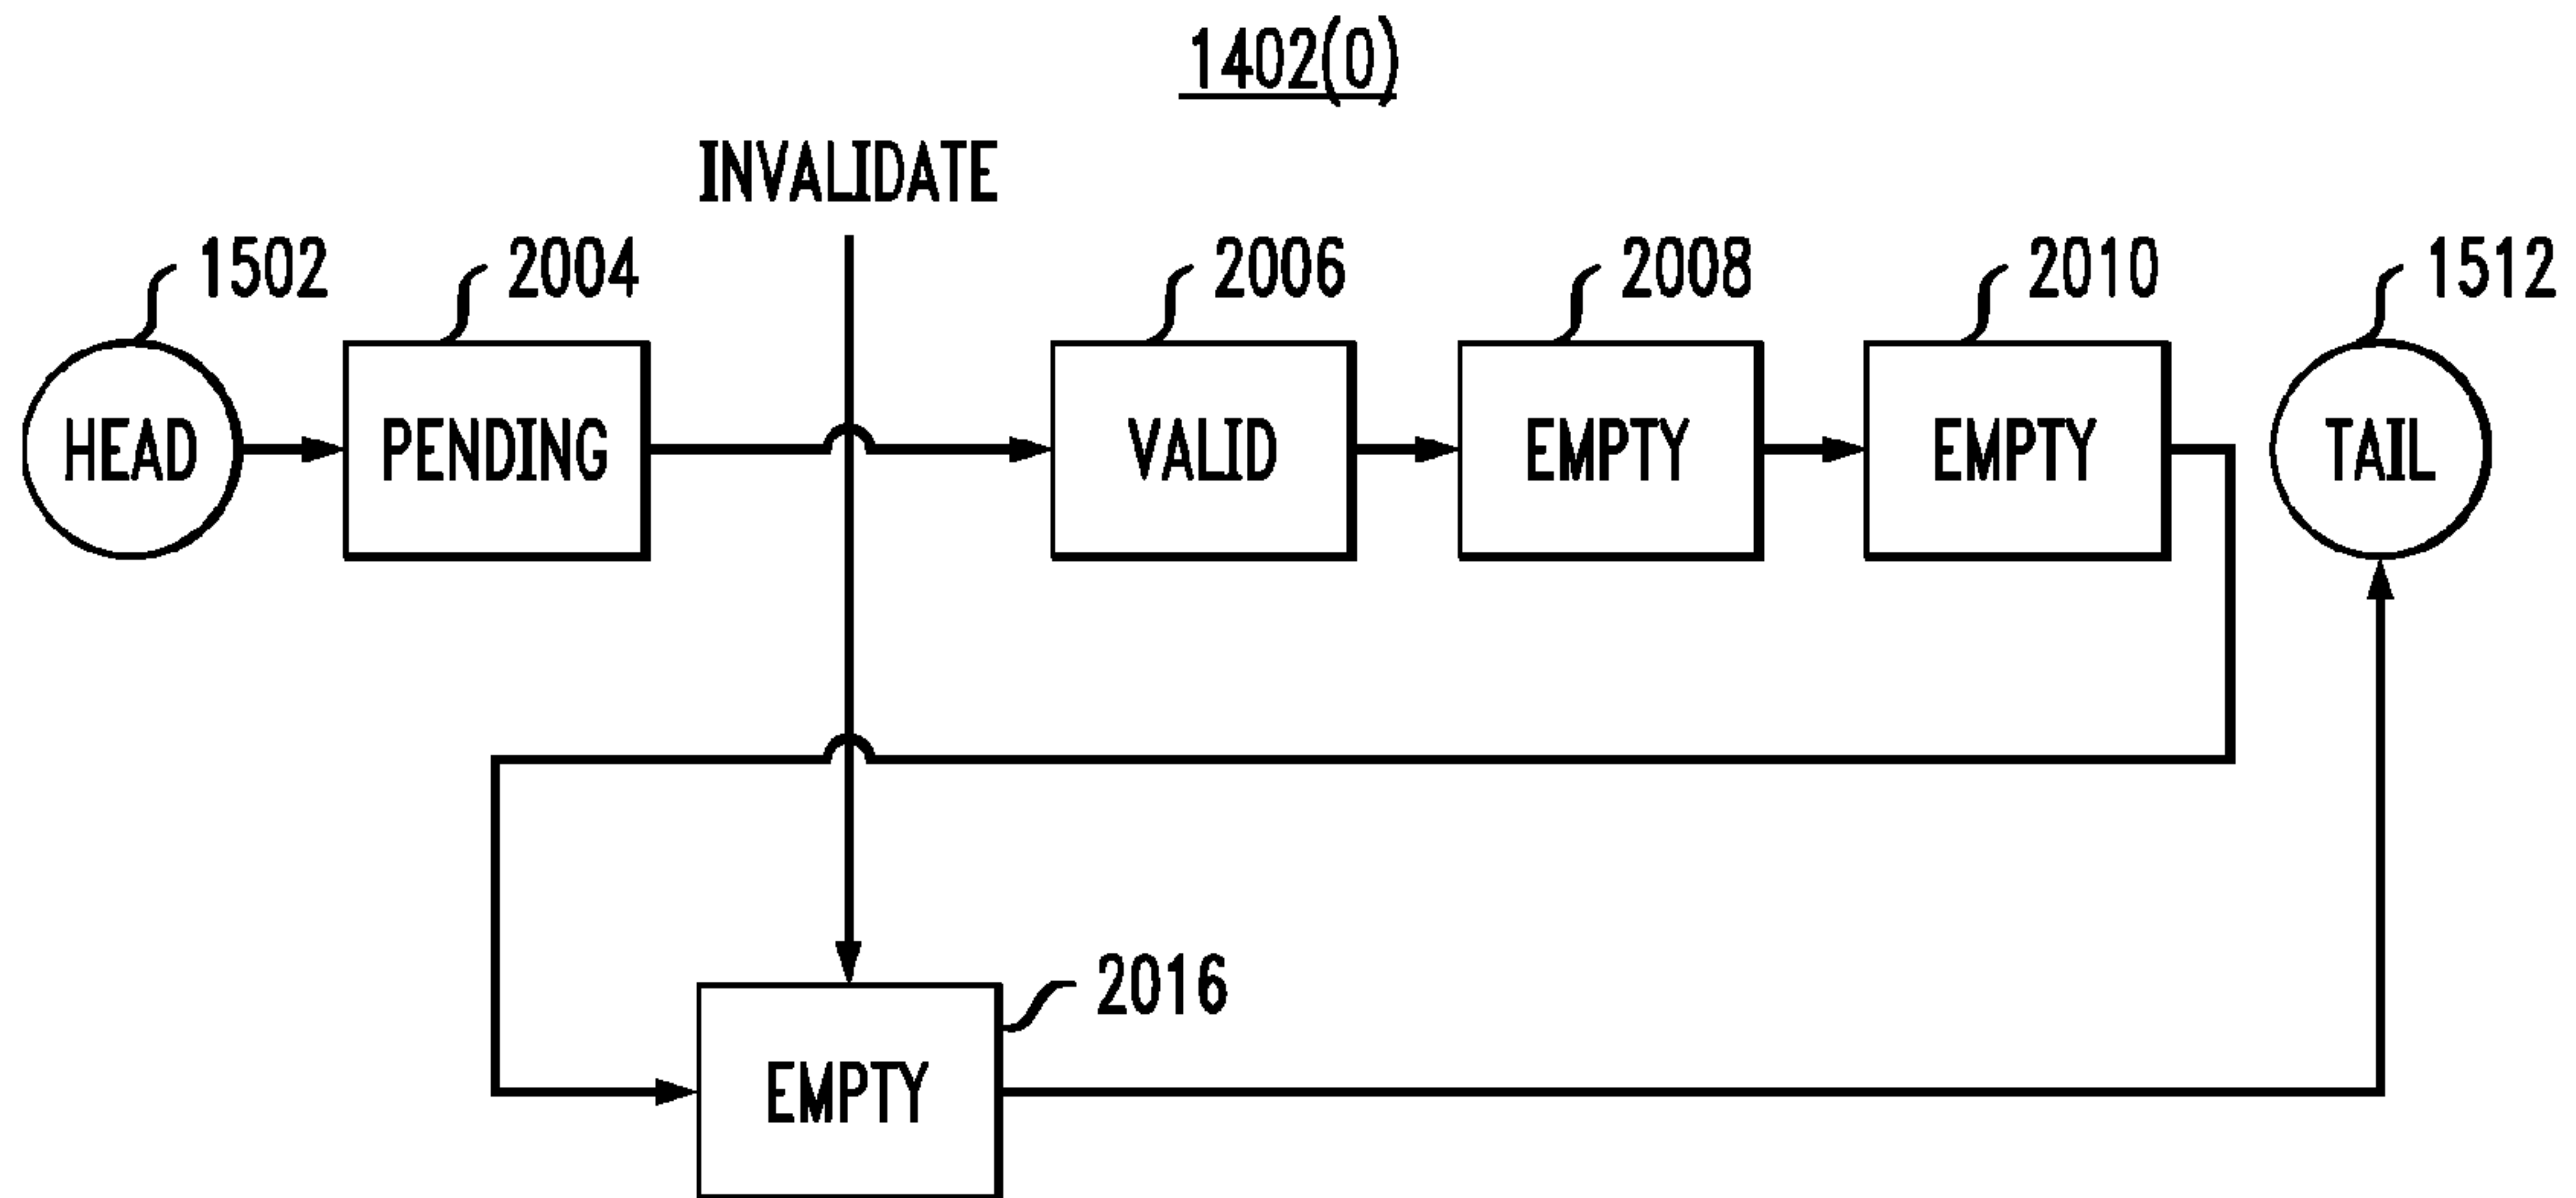 1402(0)
INVALIDATE
1502 2004 2006 2008 2010 1512
HEAD PENDING VALID EMPTY EMPTY TAIL
2016
EMPTY